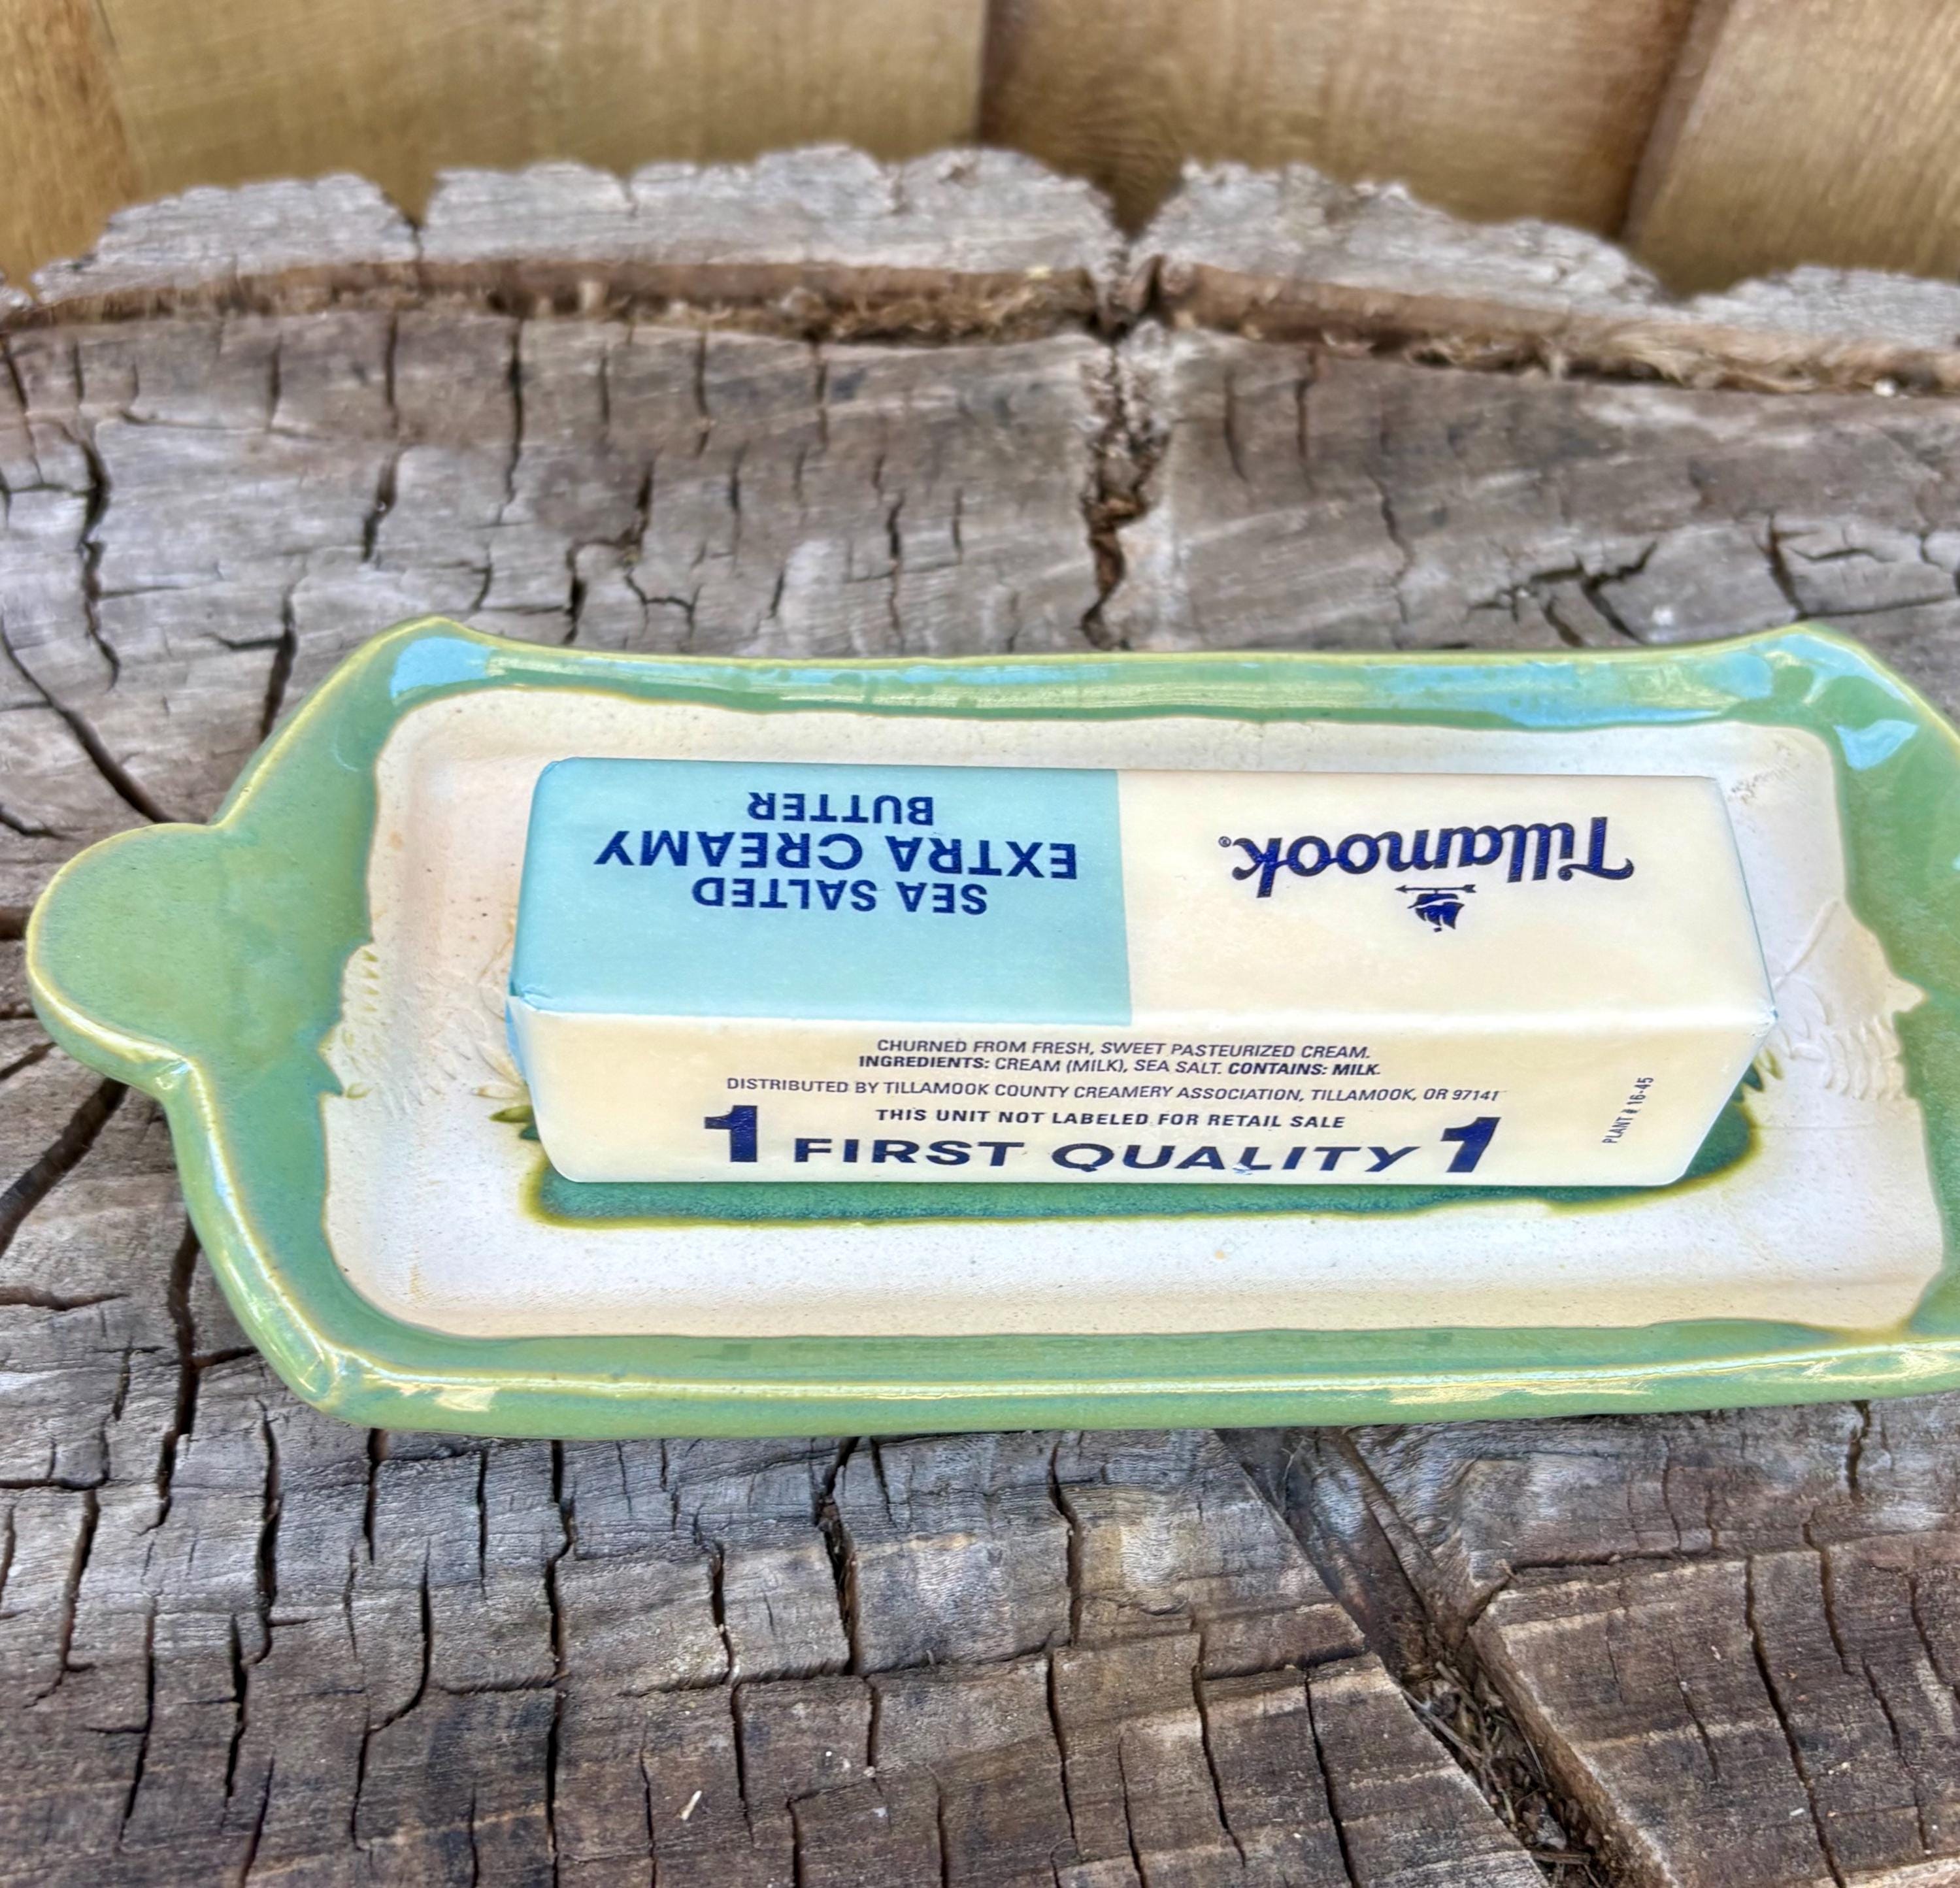 Tillamook®
SEA SALTED
EXTRA CREAMY
BUTTER
CHURNED FROM FRESH, SWEET PASTEURIZED CREAM.
INGREDIENTS: CREAM (MILK), SEA SALT. CONTAINS: MILK.
DISTRIBUTED BY TILLAMOOK COUNTY CREAMERY ASSOCIATION, TILLAMOOK, OR 97141
THIS UNIT NOT LABELED FOR RETAIL SALE
1 FIRST QUALITY 1
PLANT # 16-45